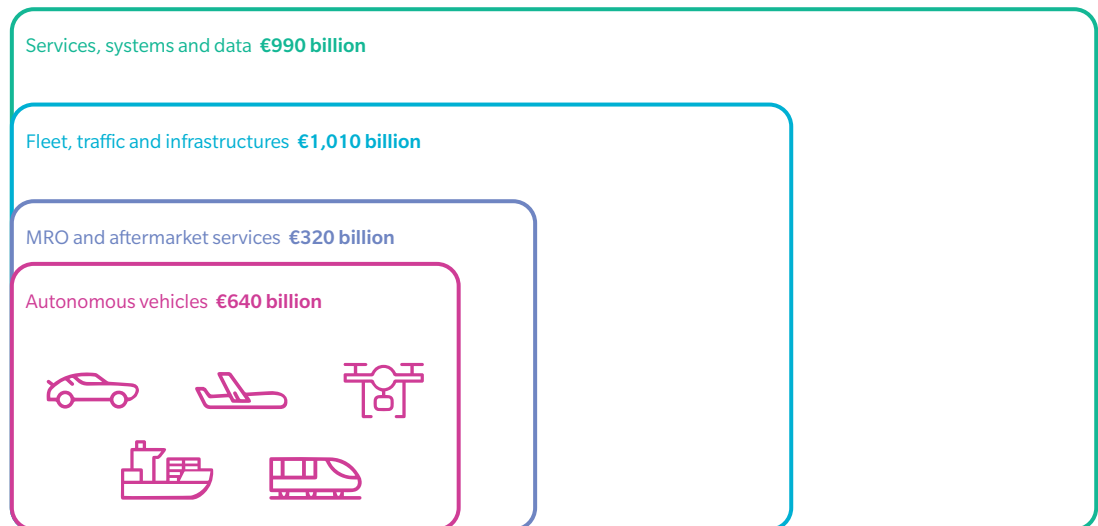 Services, systems and data €990 billion
Fleet, traffic and infrastructures €1,010 billion
MRO and aftermarket services €320 billion
Autonomous vehicles €640 billion